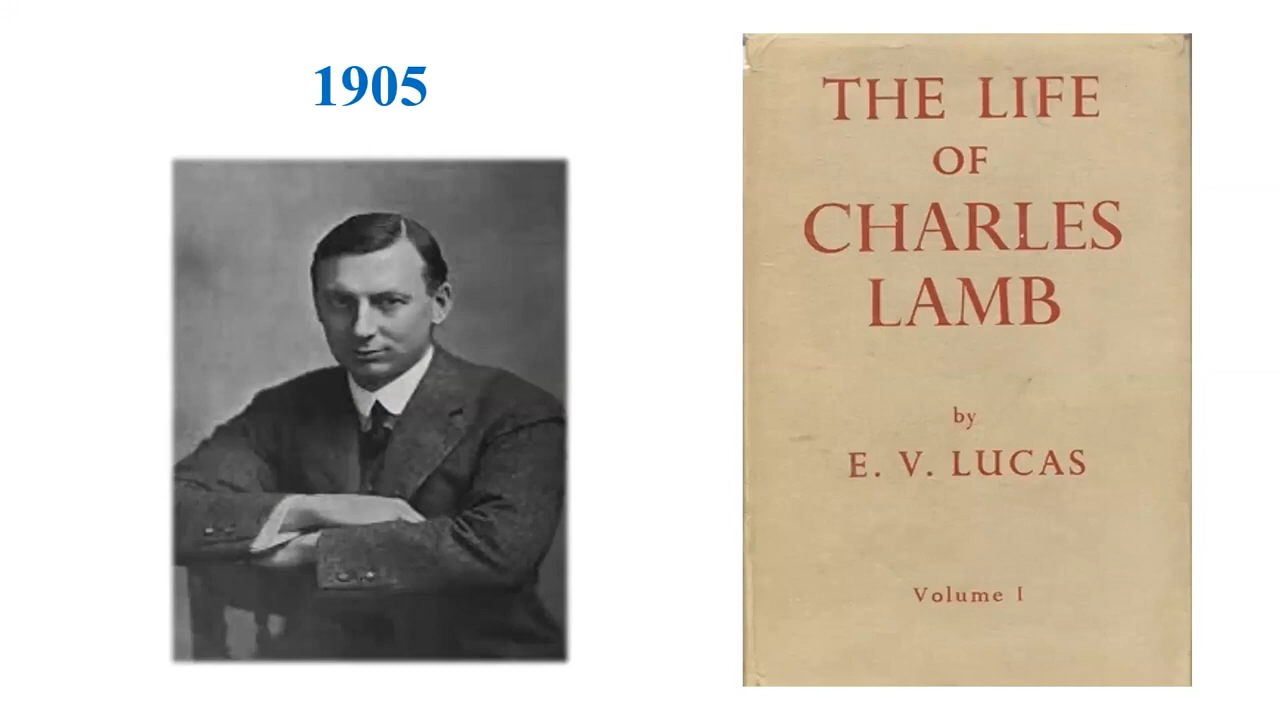 1905
THE LIFE
OF
CHARLES
LAMB
by
E. V. LUCAS
Volume I